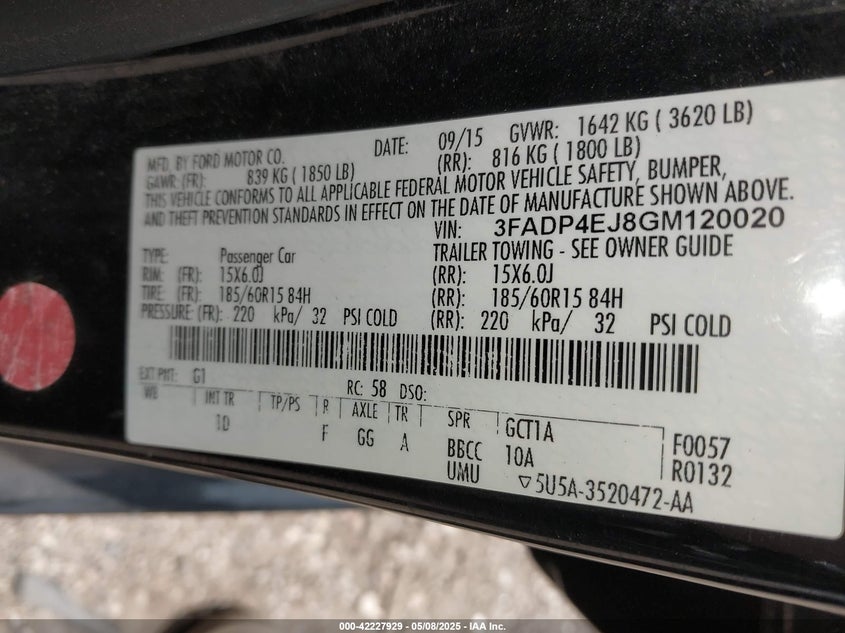 MFD. BY FORD MOTOR CO. DATE: 09/15 GVWR: 1642 KG ( 3620 LB)
GAWR: (FR): 839 KG ( 1850 LB) (RR): 816 KG ( 1800 LB)
THIS VEHICLE CONFORMS TO ALL APPLICABLE FEDERAL MOTOR VEHICLE SAFETY, BUMPER,
AND THEFT PREVENTION STANDARDS IN EFFECT ON THE DATE OF MANUFACTURE SHOWN ABOVE.
VIN: 3FADP4EJ8GM120020
TYPE: Passenger Car TRAILER TOWING - SEE OWNER GUIDE
RIM: (FR): 15X6.0J (RR): 15X6.0J
TIRE: (FR): 185/60R15 84H (RR): 185/60R15 84H
PRESSURE: (FR): 220 kPa/ 32 PSI COLD (RR): 220 kPa/ 32 PSI COLD
EXT PNT: G1 RC: 58 DSO:
WB INT TR TP/PS R AXLE TR SPR GCT1A F0057
1D F GG A BBCC 10A R0132
UMU ▽5U5A-3520472-AA
000-42227929 - 05/08/2025 - IAA Inc.